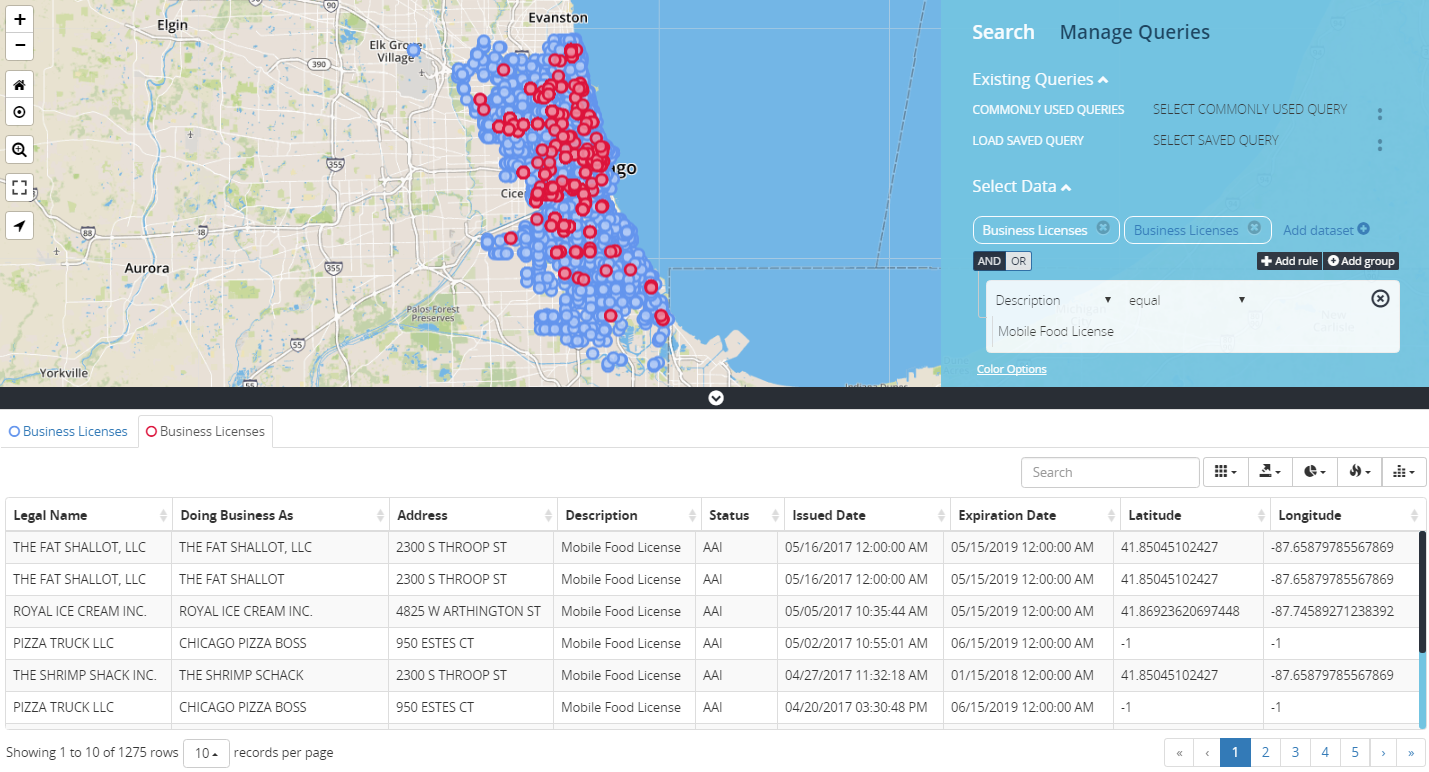 Elgin
90
90
Evanston
Elk Grove
Village
390
355
Cice
ago
88
88
355
Aurora
Palos Forest
Preserves
55
55
Yorkville
+
−
Search Manage Queries
Existing Queries
COMMONLY USED QUERIES SELECT COMMONLY USED QUERY
LOAD SAVED QUERY SELECT SAVED QUERY
Select Data
Business Licenses Business Licenses Add dataset
AND OR Add rule Add group
Description equal
Mobile Food License
New
Carlisle
Color Options
Business Licenses Business Licenses
Search
Legal Name Doing Business As Address Description Status Issued Date Expiration Date Latitude Longitude
THE FAT SHALLOT, LLC THE FAT SHALLOT, LLC 2300 S THROOP ST Mobile Food License AAI 05/16/2017 12:00:00 AM 05/15/2019 12:00:00 AM 41.85045102427 -87.65879785567869
THE FAT SHALLOT, LLC THE FAT SHALLOT 2300 S THROOP ST Mobile Food License AAI 05/16/2017 12:00:00 AM 05/15/2019 12:00:00 AM 41.85045102427 -87.65879785567869
ROYAL ICE CREAM INC. ROYAL ICE CREAM INC. 4825 W ARTHINGTON ST Mobile Food License AAI 05/05/2017 10:35:44 AM 05/15/2019 12:00:00 AM 41.86923620697448 -87.74589271238392
PIZZA TRUCK LLC CHICAGO PIZZA BOSS 950 ESTES CT Mobile Food License AAI 05/02/2017 10:55:01 AM 06/15/2019 12:00:00 AM -1 -1
THE SHRIMP SHACK INC. THE SHRIMP SCHACK 2300 S THROOP ST Mobile Food License AAI 04/27/2017 11:32:18 AM 01/15/2018 12:00:00 AM 41.85045102427 -87.65879785567869
PIZZA TRUCK LLC CHICAGO PIZZA BOSS 950 ESTES CT Mobile Food License AAI 04/20/2017 03:30:48 PM 06/15/2019 12:00:00 AM -1 -1
Showing 1 to 10 of 1275 rows 10 records per page
« ‹ 1 2 3 4 5 › »